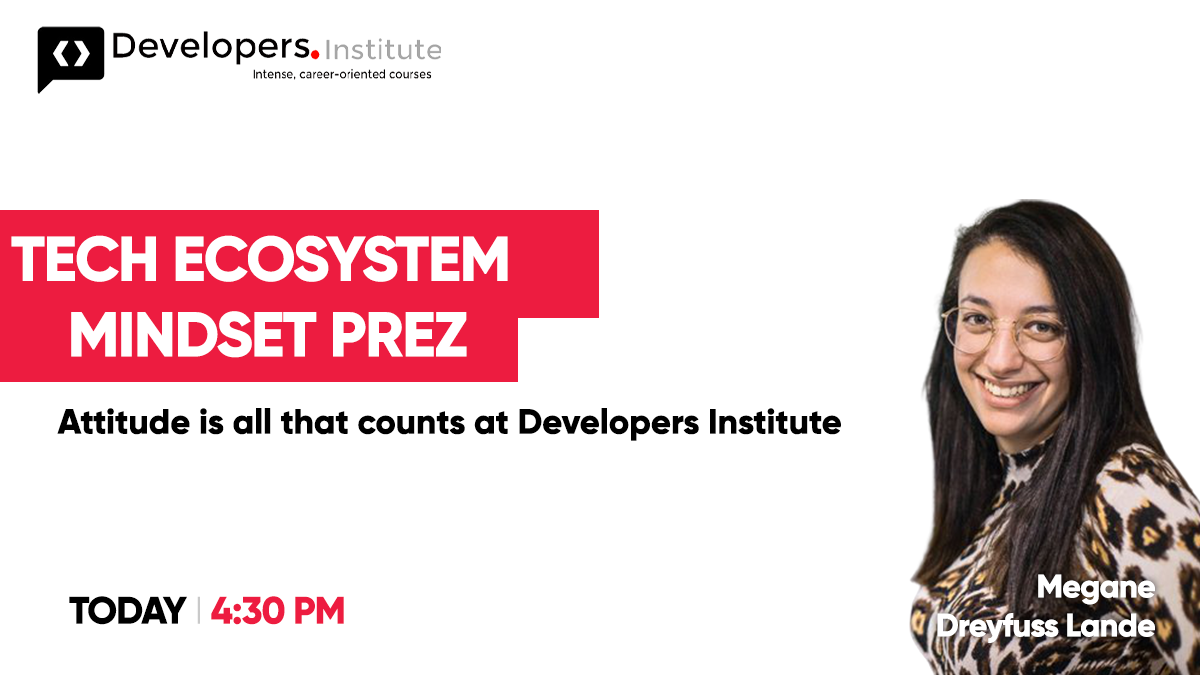 Developers.Institute
Intense, career-oriented courses
TECH ECOSYSTEM
MINDSET PREZ
Attitude is all that counts at Developers Institute
TODAY | 4:30 PM
Megane
Dreyfuss Lande